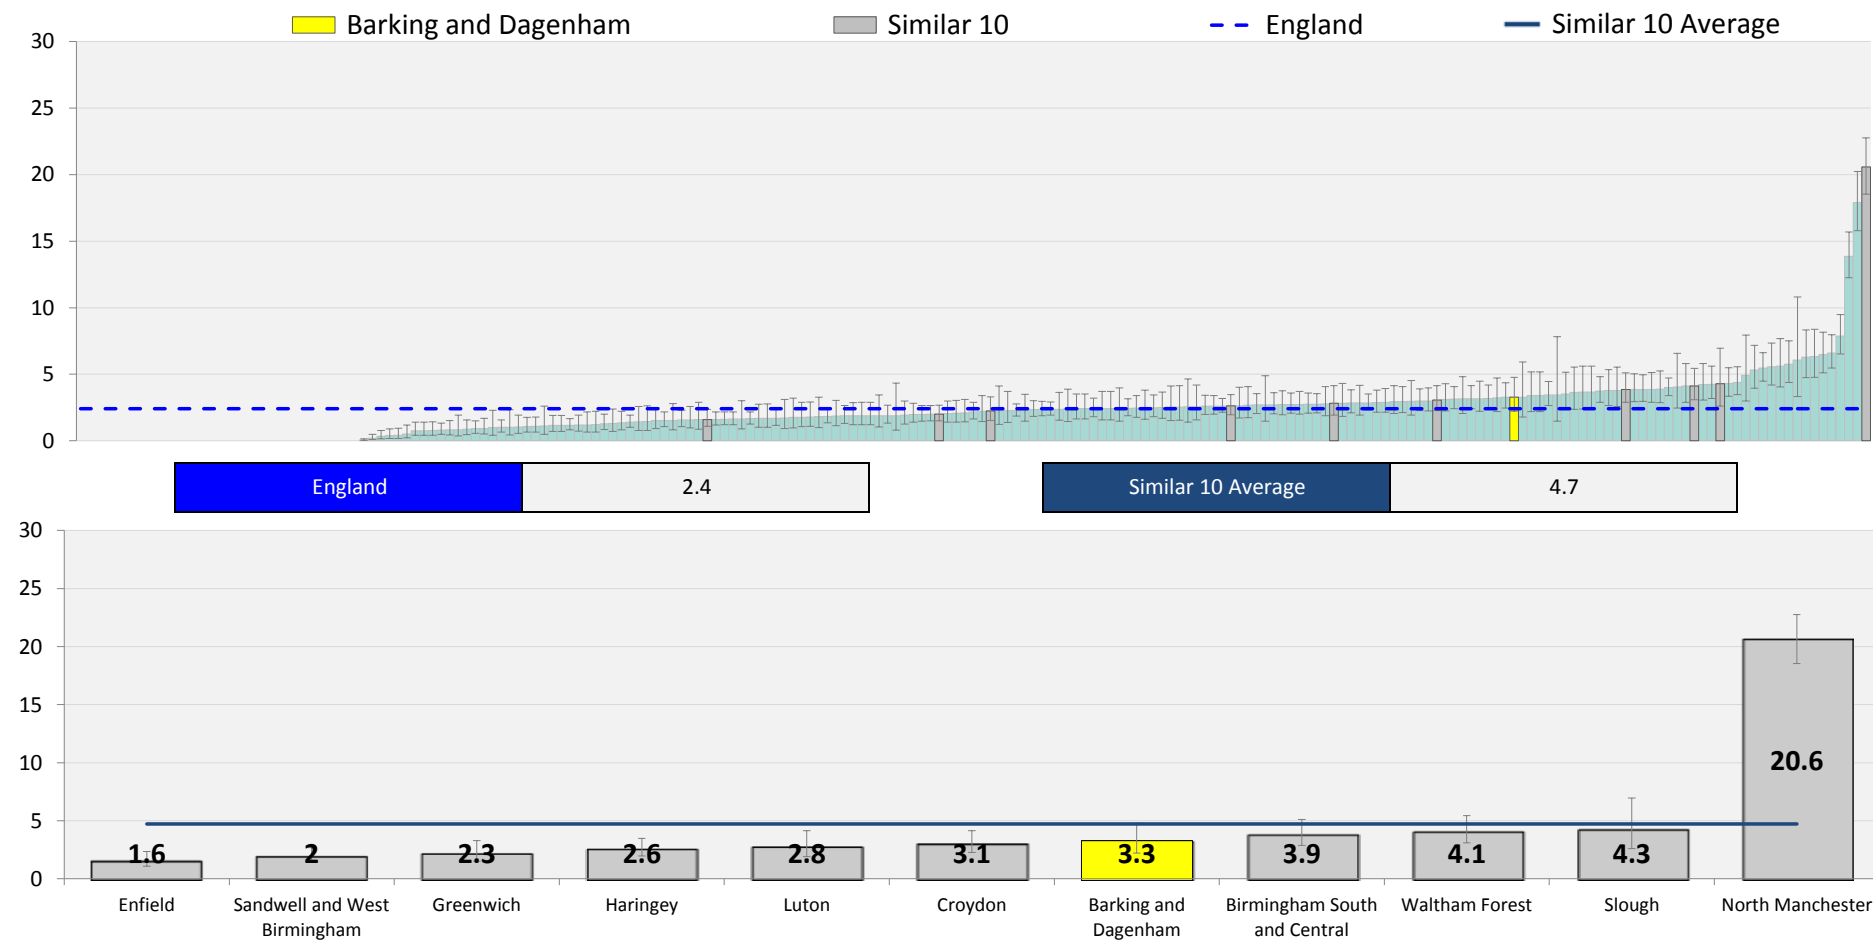 Barking and Dagenham
Similar 10
England
Similar 10 Average
30
25
20
15
10
5
0
England
2.4
Similar 10 Average
4.7
30
25
20
15
10
5
0
1.6
2
2.3
2.6
2.8
3.1
3.3
3.9
4.1
4.3
20.6
Enfield
Sandwell and West
Birmingham
Greenwich
Haringey
Luton
Croydon
Barking and
Dagenham
Birmingham South
and Central
Waltham Forest
Slough
North Manchester